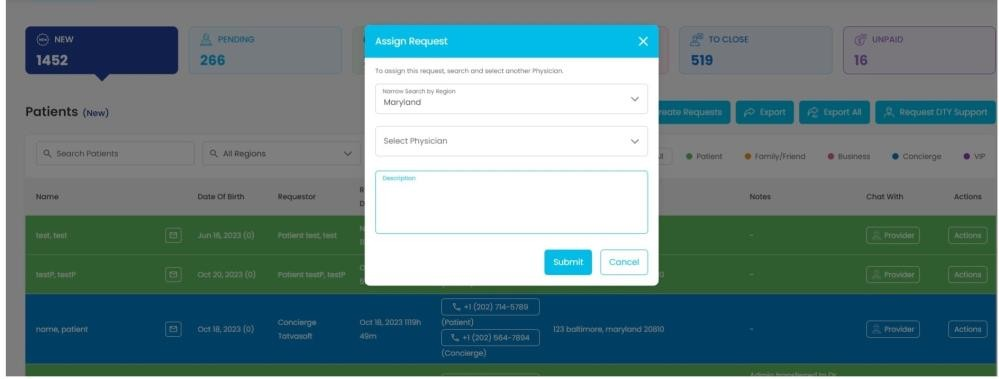 NEW
1452
PENDING
266
TO CLOSE
519
UNPAID
16
Assign Request
To assign this request, search and select another Physician.
Narrow Search by Region
Maryland
Select Physician
Description
Submit
Cancel
Patients (New)
Requests
Export
Export All
Request DTY Support
Search Patients
All Regions
Patient
Family/Friend
Business
Concierge
VIP
Name
Date Of Birth
Requestor
Notes
Chat With
Actions
test, test
Jun 16, 2023 (0)
Patient test, test
-
Provider
Actions
testP, testP
Oct 20, 2023 (0)
Patient testP, testP
-
Provider
Actions
name, patient
Oct 18, 2023 (0)
Concierge
Tatvasoft
Oct 18, 2023 1119h
49m
+1 (202) 714-5789
(Patient)
+1 (202) 564-7894
(Concierge)
123 baltimore, maryland 20810
-
Provider
Actions
Admin transferred to Dr.